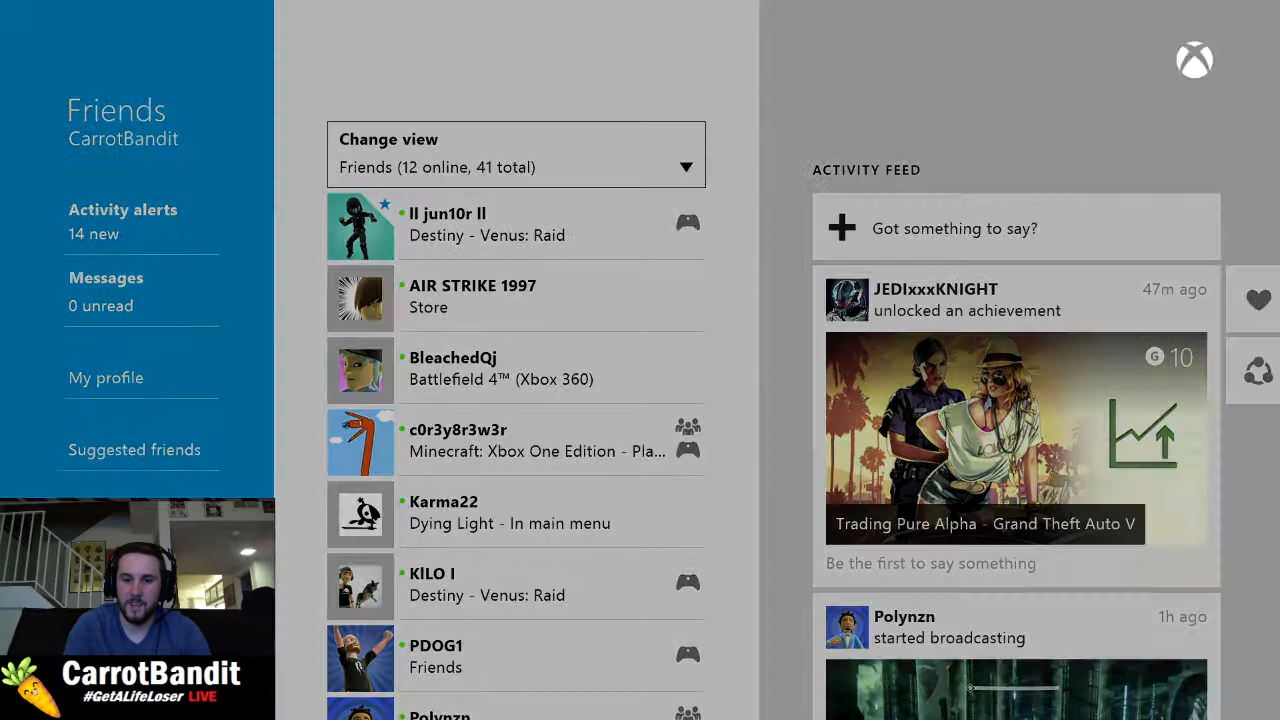 Friends
CarrotBandit
Activity alerts
14 new
Messages
0 unread
My profile
Suggested friends
CarrotBandit
#GetALifeLoser LIVE
Change view
Friends (12 online, 41 total)
ll jun10r ll
Destiny - Venus: Raid
AIR STRIKE 1997
Store
BleachedQj
Battlefield 4™ (Xbox 360)
c0r3y8r3w3r
Minecraft: Xbox One Edition - Pla...
Karma22
Dying Light - In main menu
KlLO I
Destiny - Venus: Raid
PDOG1
Friends
Polynzn
ACTIVITY FEED
Got something to say?
JEDIxxxKNIGHT
47m ago
unlocked an achievement
G 10
Trading Pure Alpha - Grand Theft Auto V
Be the first to say something
Polynzn
1h ago
started broadcasting